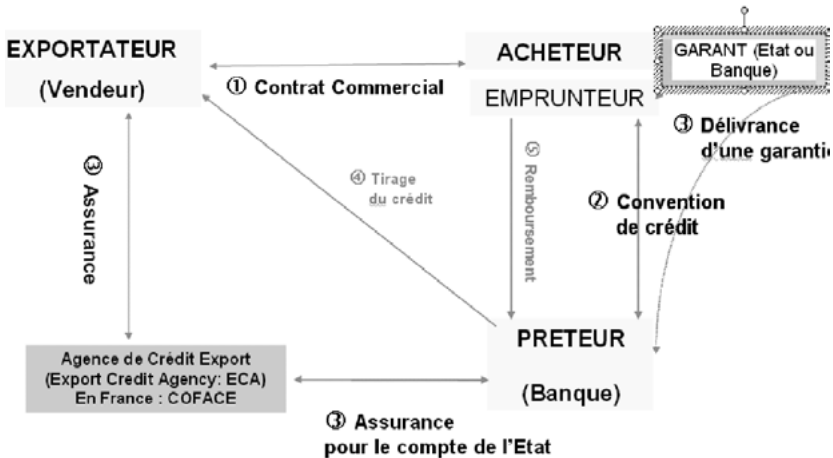 EXPORTATEUR
(Vendeur)
ACHETEUR
EMPRUNTEUR
GARANT (Etat ou
Banque)
① Contrat Commercial
③ Délivrance
d'une garantie
③ Assurance
④ Tirage
du crédit
⑤ Remboursement
② Convention
de crédit
PRETEUR
(Banque)
Agence de Crédit Export
(Export Credit Agency: ECA)
En France : COFACE
③ Assurance
pour le compte de l'Etat